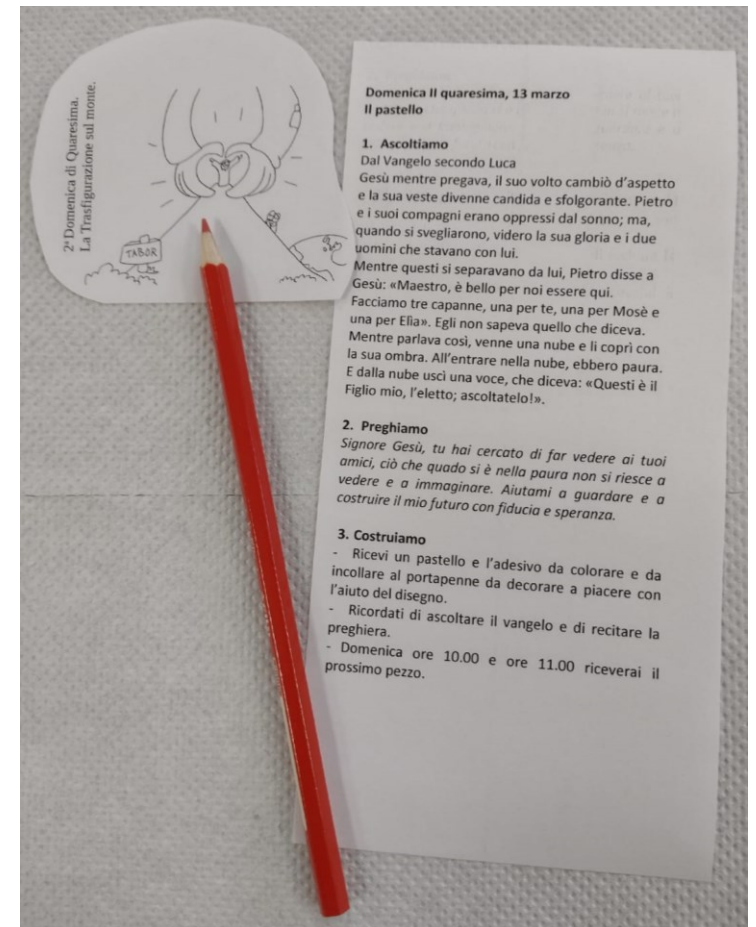 2ª Domenica di Quaresima.
La Trasfigurazione sul monte.
TABOR
Domenica II quaresima, 13 marzo
Il pastello
1. Ascoltiamo
Dal Vangelo secondo Luca
Gesù mentre pregava, il suo volto cambiò d’aspetto
e la sua veste divenne candida e sfolgorante. Pietro
e i suoi compagni erano oppressi dal sonno; ma,
quando si svegliarono, videro la sua gloria e i due
uomini che stavano con lui.
Mentre questi si separavano da lui, Pietro disse a
Gesù: «Maestro, è bello per noi essere qui.
Facciamo tre capanne, una per te, una per Mosè e
una per Elia». Egli non sapeva quello che diceva.
Mentre parlava così, venne una nube e li coprì con
la sua ombra. All’entrare nella nube, ebbero paura.
E dalla nube uscì una voce, che diceva: «Questi è il
Figlio mio, l’eletto; ascoltatelo!».
2. Preghiamo
Signore Gesù, tu hai cercato di far vedere ai tuoi
amici, ciò che quado si è nella paura non si riesce a
vedere e a immaginare. Aiutami a guardare e a
costruire il mio futuro con fiducia e speranza.
3. Costruiamo
- Ricevi un pastello e l’adesivo da colorare e da
incollare al portapenne da decorare a piacere con
l’aiuto del disegno.
- Ricordati di ascoltare il vangelo e di recitare la
preghiera.
- Domenica ore 10.00 e ore 11.00 riceverai il
prossimo pezzo.